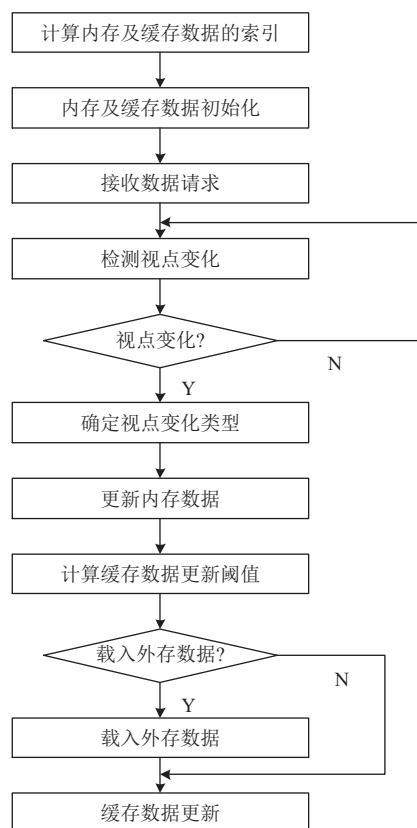 计算内存及缓存数据的索引
内存及缓存数据初始化
接收数据请求
检测视点变化
视点变化?
N
Y
确定视点变化类型
更新内存数据
计算缓存数据更新阈值
载入外存数据?
N
Y
载入外存数据
缓存数据更新